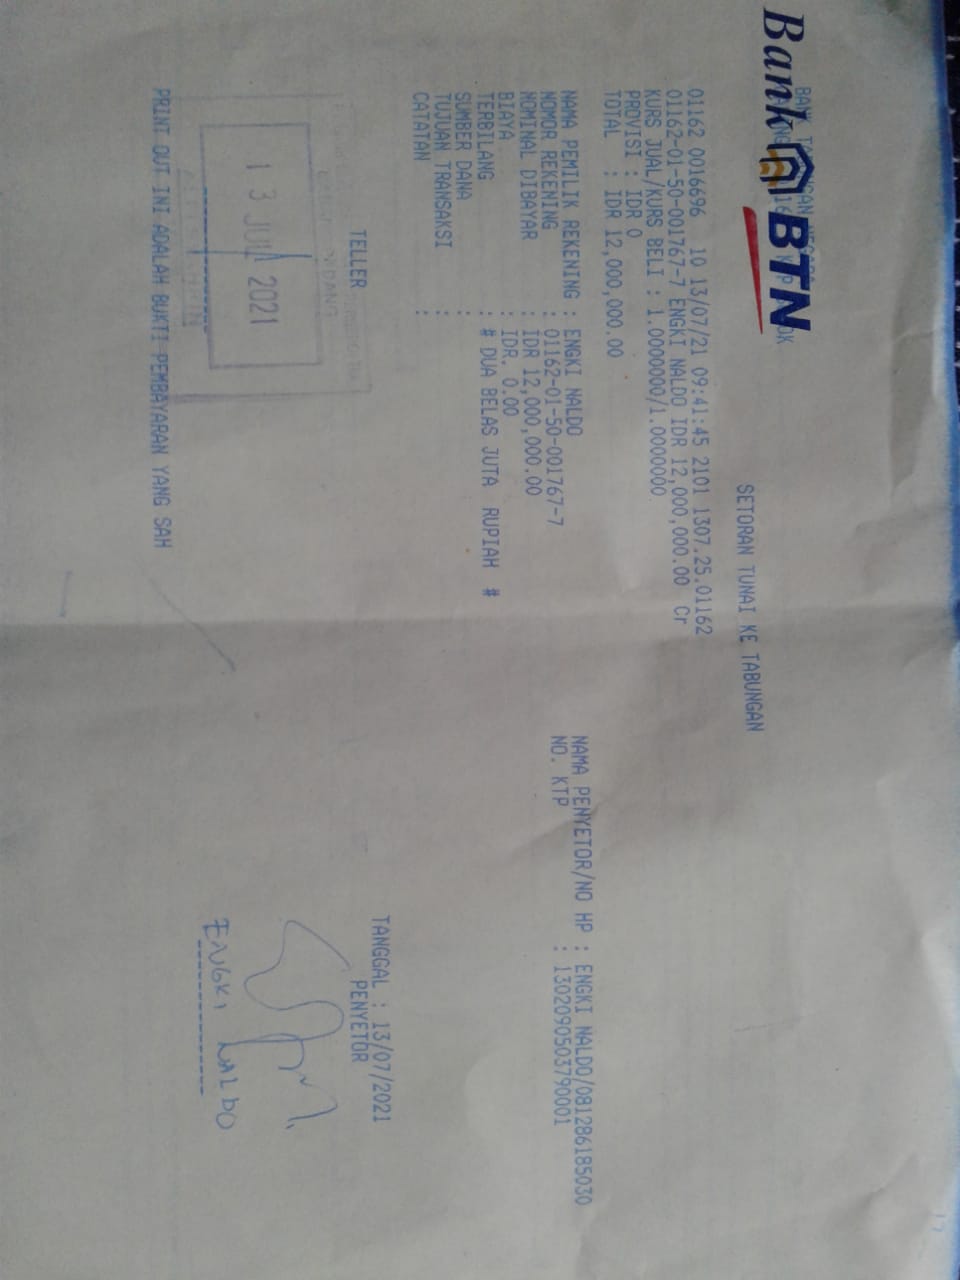 Bank BTN
SETORAN TUNAI KE TABUNGAN
01162 0016696 10 13/07/21 09:41:45 2101 1307.25.01162
01162-01-50-001767-7 ENGKI NALDO IDR 12,000,000.00 Cr
KURS JUAL/KURS BELI : 1.0000000/1.0000000
PROVISI : IDR 0
TOTAL : IDR 12,000,000.00
NAMA PEMILIK REKENING : ENGKI NALDO
NOMOR REKENING : 01162-01-50-001767-7
NOMINAL DIBAYAR : IDR 12,000,000.00
BIAYA : IDR. 0.00
TERBILANG : # DUA BELAS JUTA RUPIAH #
SUMBER DANA :
TUJUAN TRANSAKSI :
CATATAN :
NAMA PENYETOR/NO HP : ENGKI NALDO/081286185030
NO. KTP : 1302090503790001
TANGGAL : 13/07/2021
TELLER
PENYETOR
13 JUL 2021
ENGKI NALDO
PRINT OUT INI ADALAH BUKTI PEMBAYARAN YANG SAH